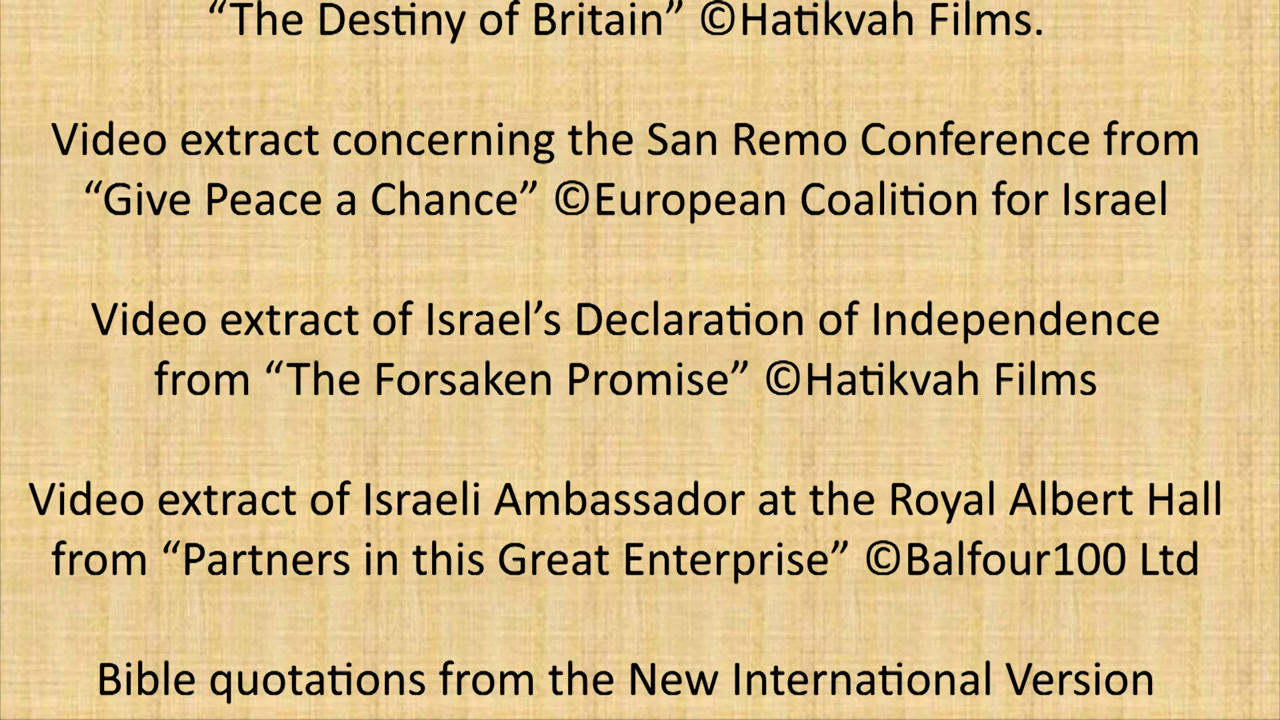 “The Destiny of Britain” ©Hatikvah Films.
Video extract concerning the San Remo Conference from
“Give Peace a Chance” ©European Coalition for Israel
Video extract of Israel’s Declaration of Independence
from “The Forsaken Promise” ©Hatikvah Films
Video extract of Israeli Ambassador at the Royal Albert Hall
from “Partners in this Great Enterprise” ©Balfour100 Ltd
Bible quotations from the New International Version